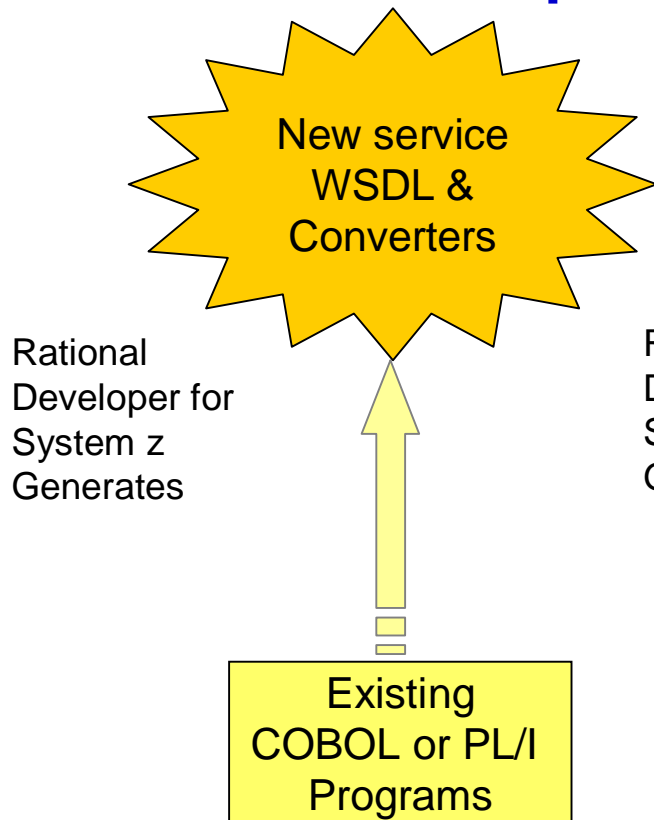 New service
WSDL &
Converters
Rational
Developer for
System z
Generates
Existing
COBOL or PL/I
Programs